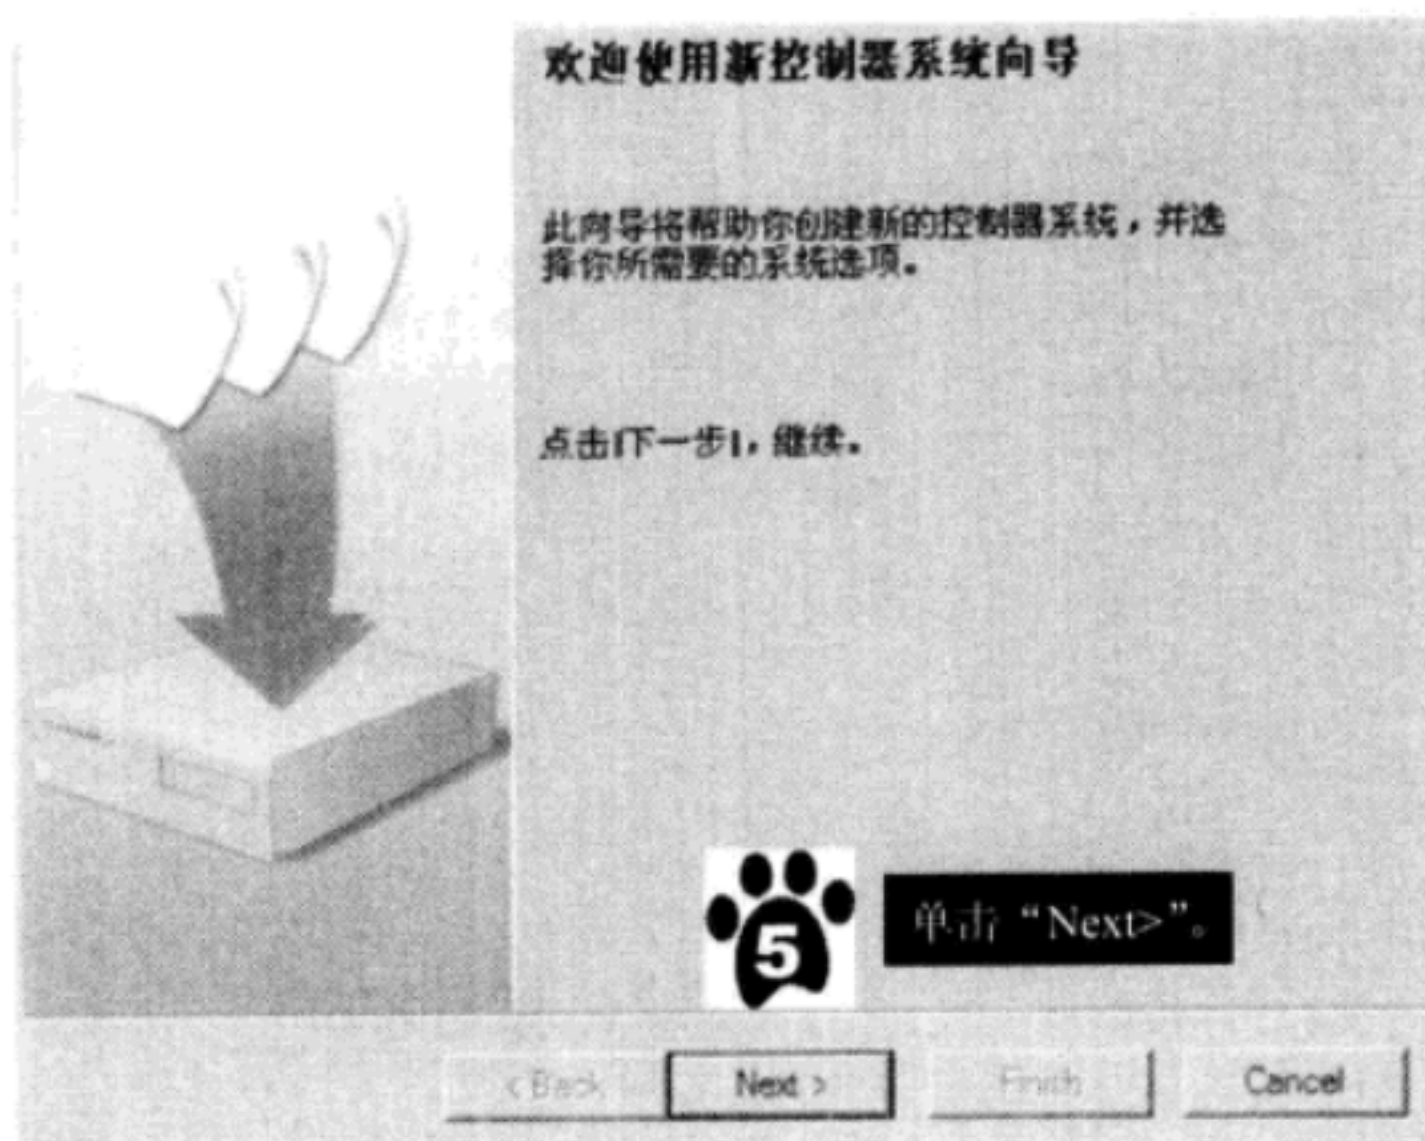 欢迎使用新控制器系统向导
此向导将帮助你创建新的控制器系统，并选
择你所需要的系统选项。
点击|下一步|，继续。
5
单击“Next>”。
< Back
Next >
Finish
Cancel